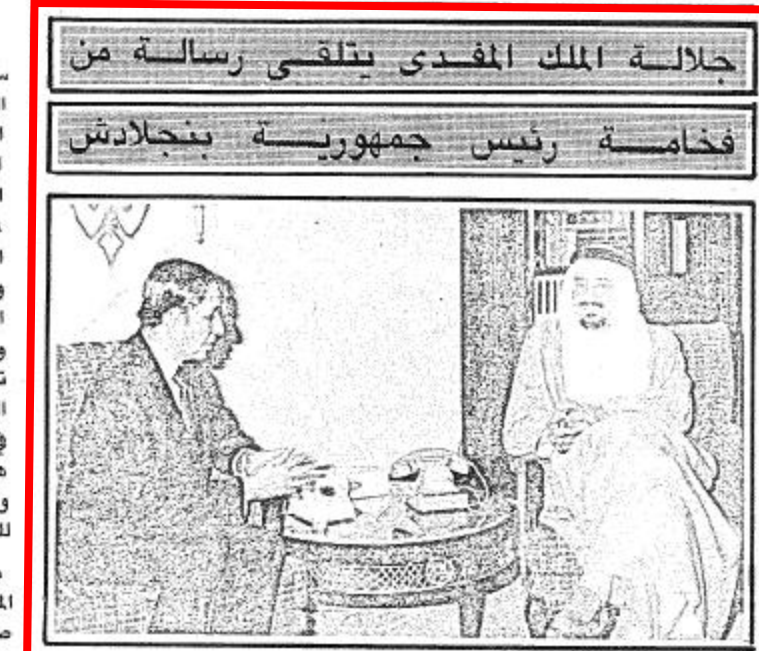 جلالة الملك المفدى يتلقى رسالة من
فخامة رئيس جمهورية بنجلادش